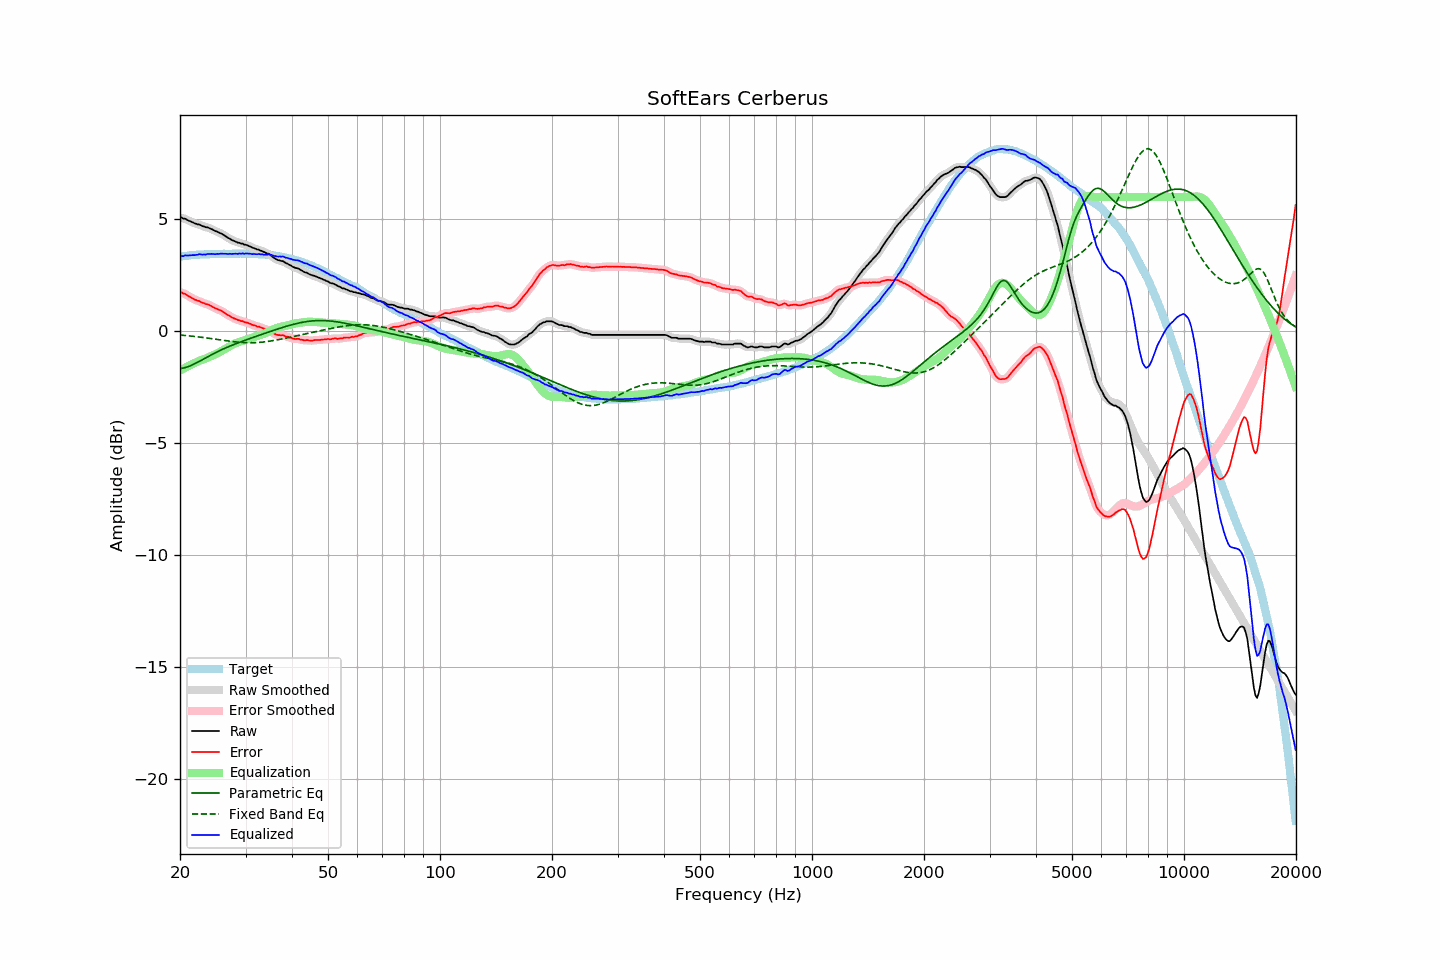 SoftEars Cerberus
Amplitude (dBr)
5
0
−5
−10
−15
−20
Target
Raw Smoothed
Error Smoothed
Raw
Error
Equalization
Parametric Eq
Fixed Band Eq
Equalized
20 50 100 200 500 1000 2000 5000 10000 20000
Frequency (Hz)